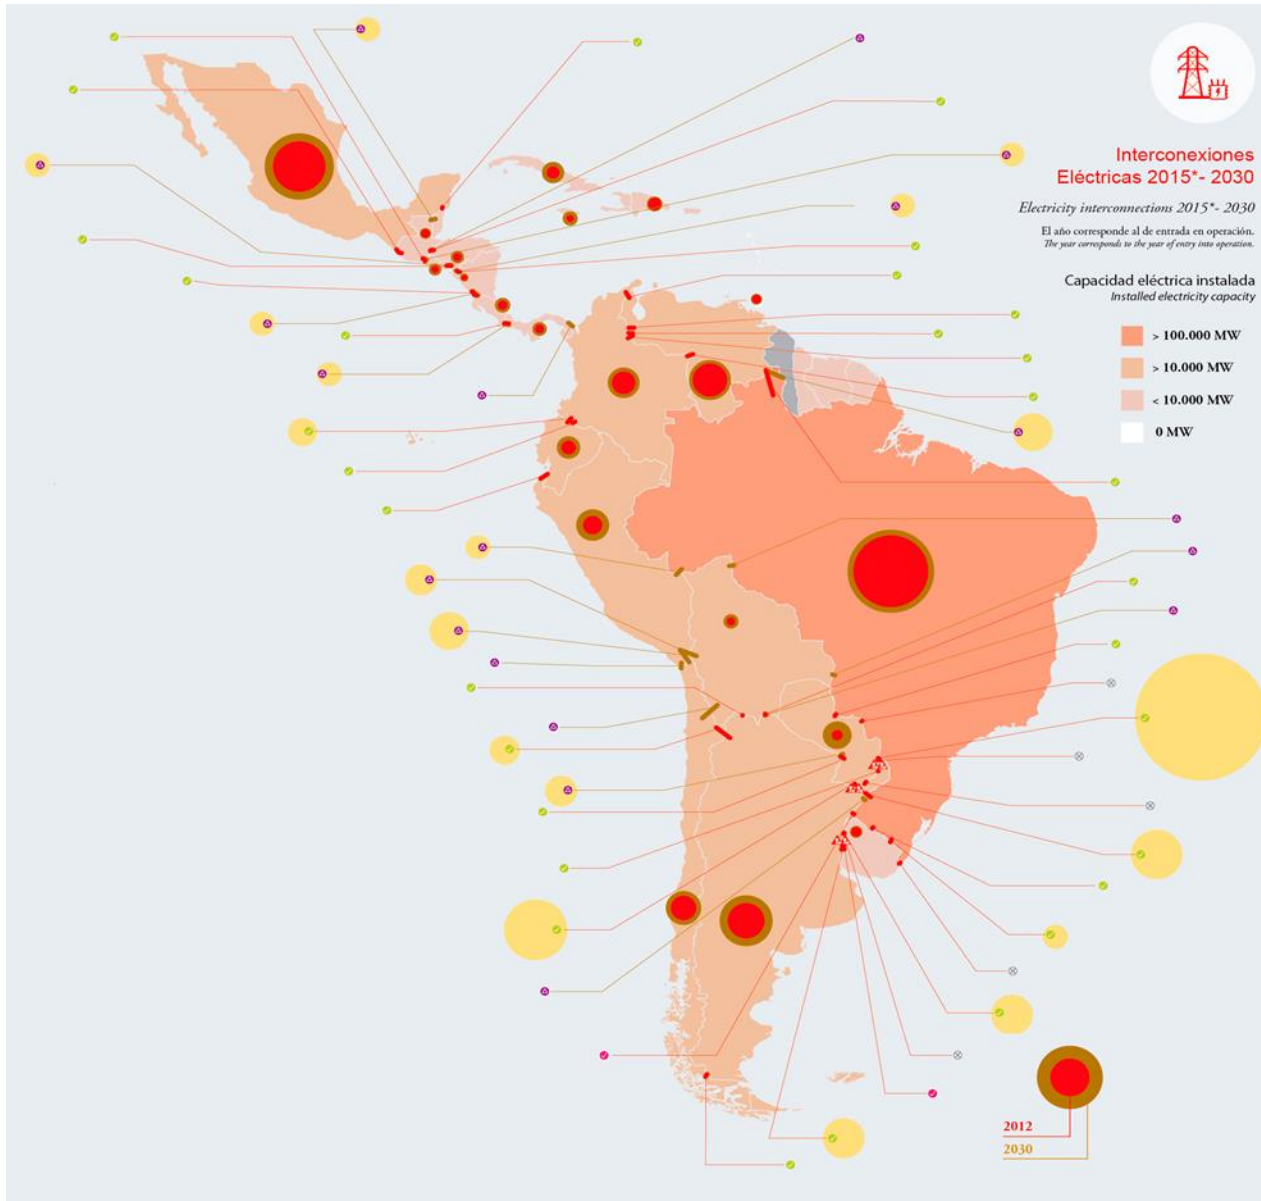 Interconexiones
Eléctricas 2015*- 2030
Electricity interconnections 2015*- 2030
El año corresponde al de entrada en operación.
The year corresponds to the year of entry into operation.
Capacidad eléctrica instalada
Installed electricity capacity
> 100.000 MW
> 10.000 MW
< 10.000 MW
0 MW
2012
2030